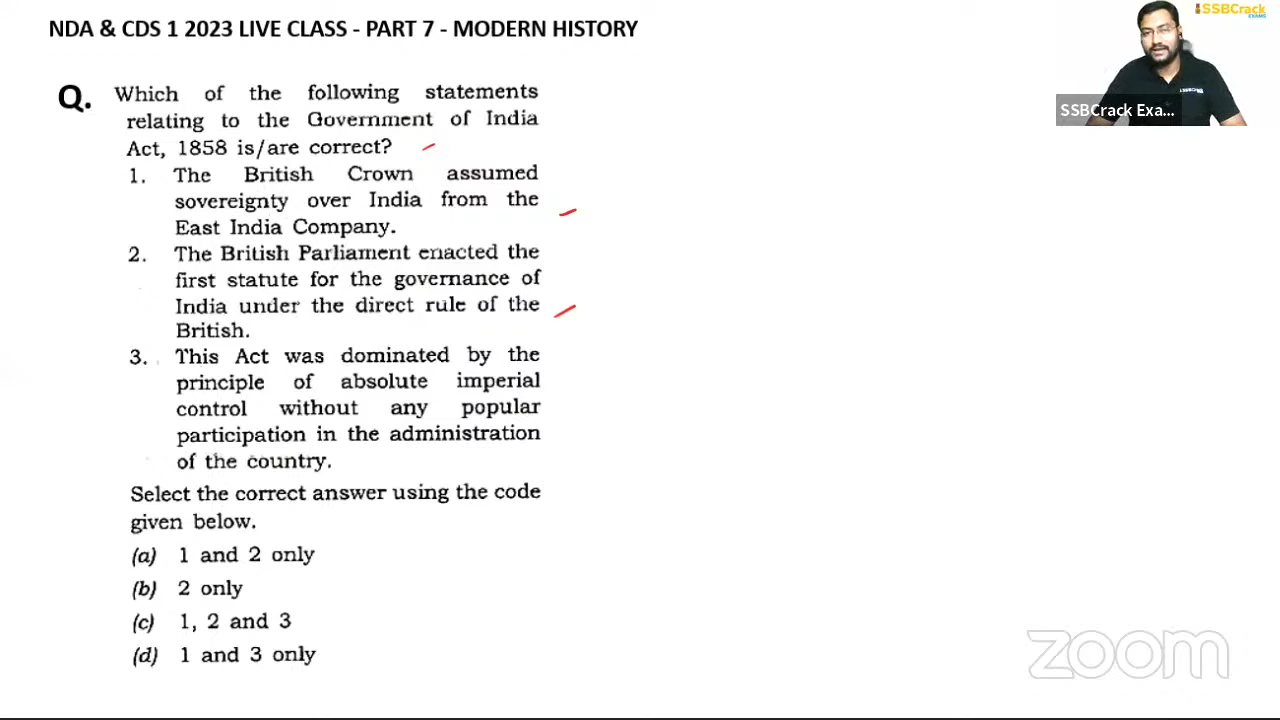 NDA & CDS 1 2023 LIVE CLASS - PART 7 - MODERN HISTORY
SSBCrack
EXAMS
SSBCrack Exa...
Q. Which of the following statements
relating to the Government of India
Act, 1858 is/are correct?
1. The British Crown assumed
sovereignty over India from the
East India Company.
2. The British Parliament enacted the
first statute for the governance of
India under the direct rule of the
British.
3. This Act was dominated by the
principle of absolute imperial
control without any popular
participation in the administration
of the country.
Select the correct answer using the code
given below.
(a) 1 and 2 only
(b) 2 only
(c) 1, 2 and 3
(d) 1 and 3 only
zoom